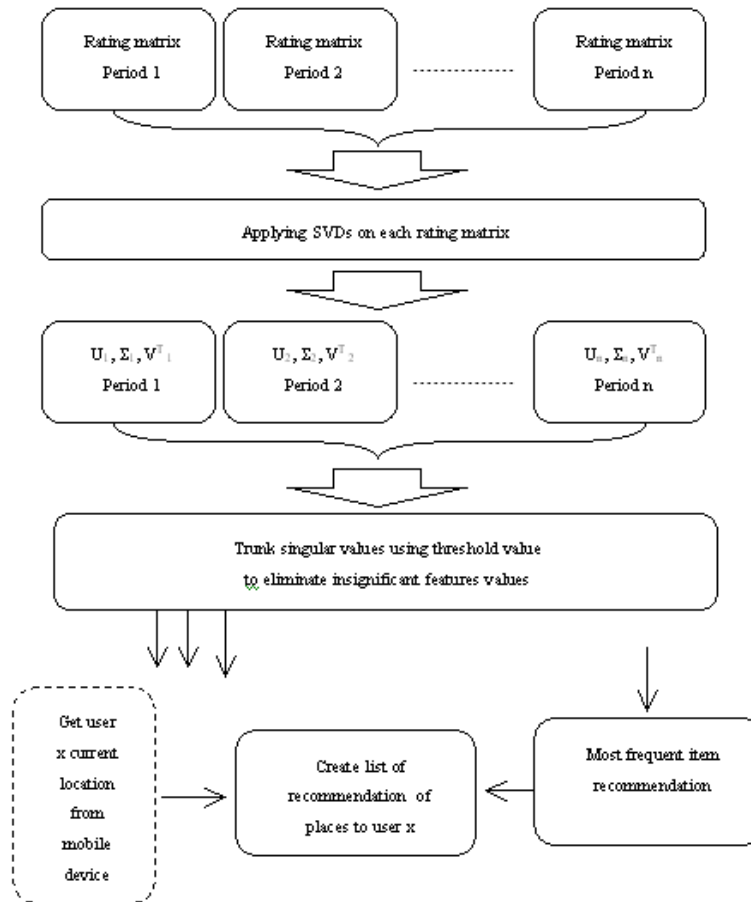 Rating matrix
Period 1
Rating matrix
Period 2
Rating matrix
Period n
Applying SVDs on each rating matrix
U₁, Σ₁, Vᵀ₁
Period 1
U₂, Σ₂, Vᵀ₂
Period 2
Uₙ, Σₙ, Vᵀₙ
Period n
Trunk singular values using threshold value
to eliminate insignificant features values
Get user
x current
location
from
mobile
device
Create list of
recommendation of
places to user x
Most frequent item
recommendation